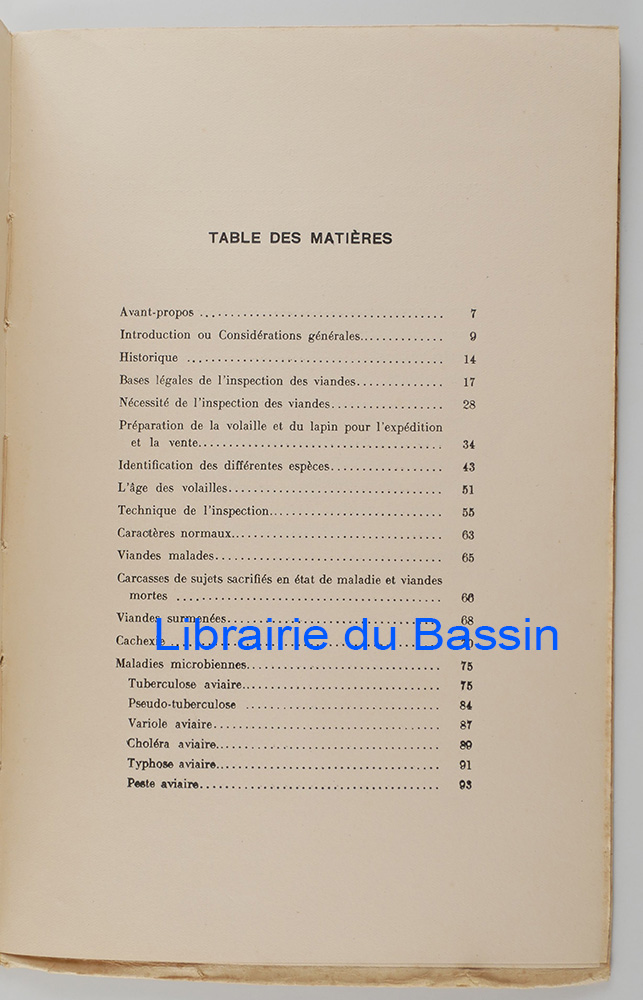 TABLE DES MATIÈRES
Avant-propos ....................................... 7
Introduction ou Considérations générales.............. 9
Historique ......................................... 14
Bases légales de l'inspection des viandes.............. 17
Nécessité de l'inspection des viandes.................. 28
Préparation de la volaille et du lapin pour l'expédition
et la vente....................................... 34
Identification des différentes espèces.................. 43
L'âge des volailles................................... 51
Technique de l'inspection............................ 55
Caractères normaux.................................. 63
Viandes malades..................................... 65
Carcasses de sujets sacrifiés en état de maladie et viandes
mortes ........................................... 66
Viandes surmenées................................... 68
Librairie du Bassin
Cachexie
Maladies microbiennes................................ 75
Tuberculose aviaire................................ 75
Pseudo-tuberculose ............................... 84
Variole aviaire..................................... 87
Choléra aviaire.................................... 89
Typhose aviaire.................................... 91
Peste aviaire....................................... 93